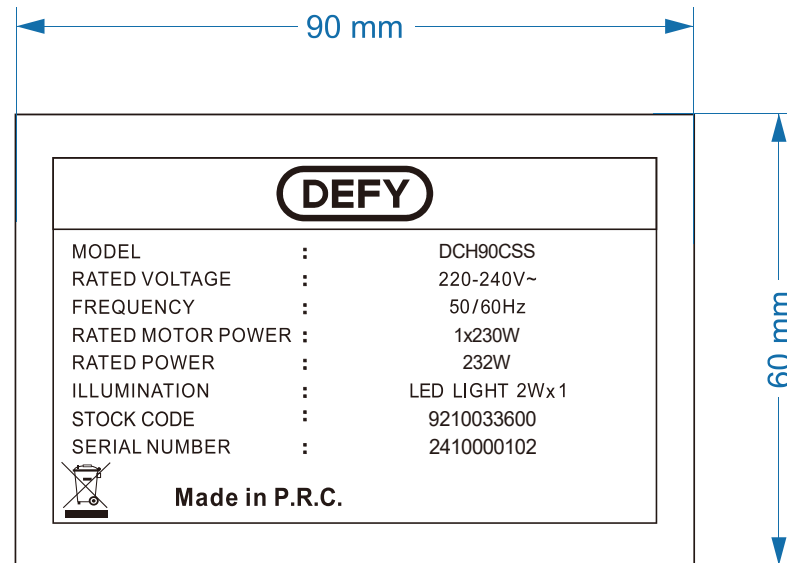 90 mm
DEFY
MODEL : DCH90CSS
RATED VOLTAGE : 220-240V~
FREQUENCY : 50/60Hz
RATED MOTOR POWER : 1x230W
RATED POWER : 232W
ILLUMINATION : LED LIGHT 2Wx1
STOCK CODE : 9210033600
SERIAL NUMBER : 2410000102
Made in P.R.C.
60 mm